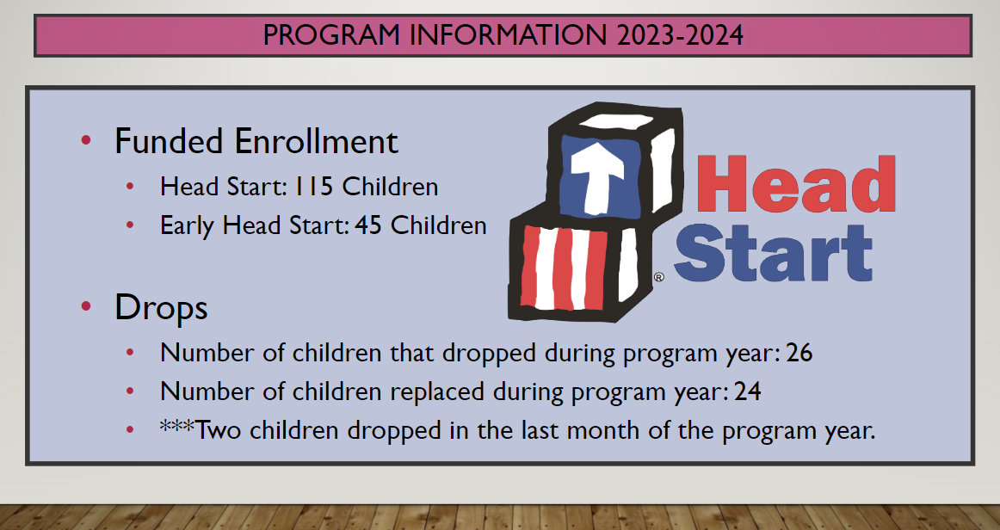 PROGRAM INFORMATION 2023-2024
• Funded Enrollment
• Head Start: 115 Children
• Early Head Start: 45 Children
Head
Start
®
• Drops
• Number of children that dropped during program year: 26
• Number of children replaced during program year: 24
• ***Two children dropped in the last month of the program year.